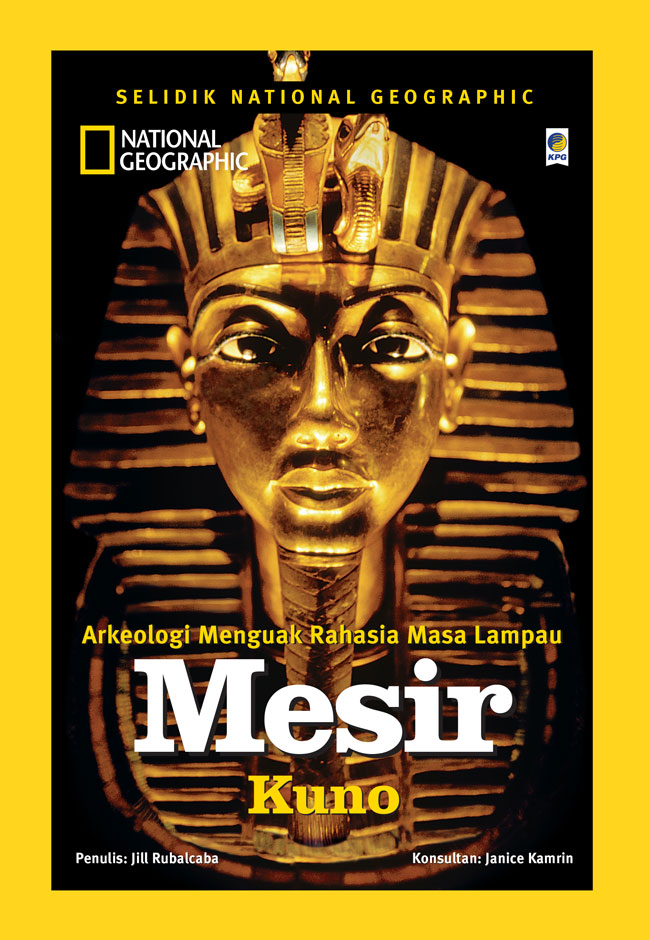 SELIDIK NATIONAL GEOGRAPHIC
NATIONAL
GEOGRAPHIC
KPG
Arkeologi Menguak Rahasia Masa Lampau
Mesir
Kuno
Penulis: Jill Rubalcaba
Konsultan: Janice Kamrin